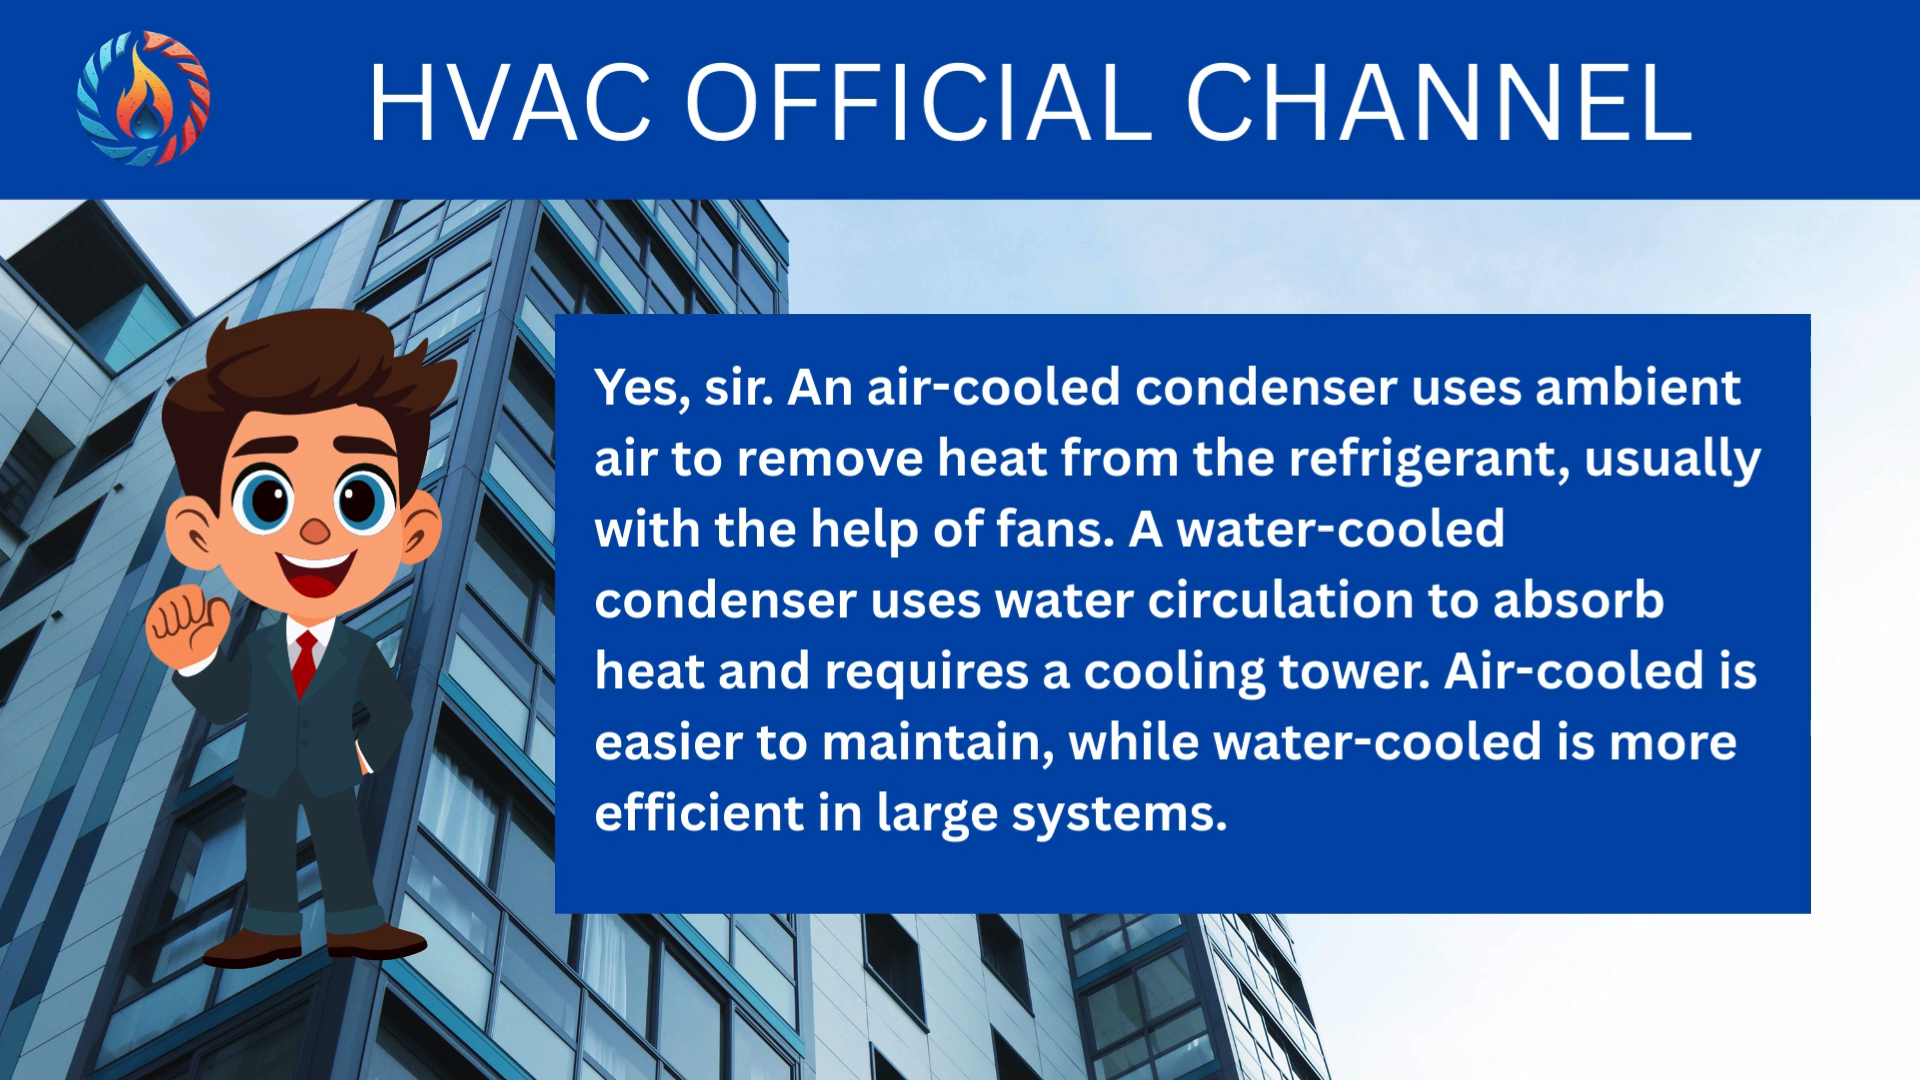 HVAC OFFICIAL CHANNEL
Yes, sir. An air-cooled condenser uses ambient
air to remove heat from the refrigerant, usually
with the help of fans. A water-cooled
condenser uses water circulation to absorb
heat and requires a cooling tower. Air-cooled is
easier to maintain, while water-cooled is more
efficient in large systems.